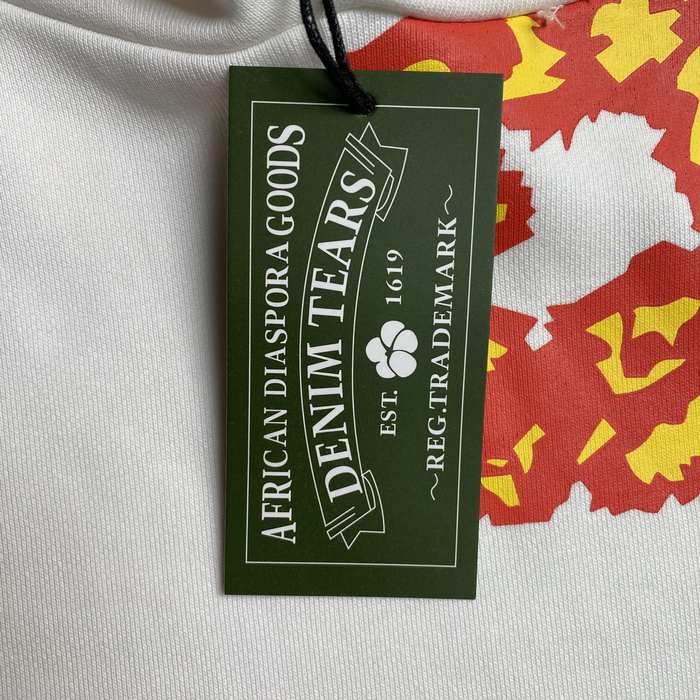 AFRICAN DIASPORA GOODS
DENIM TEARS
EST. 1619
~REG.TRADEMARK~